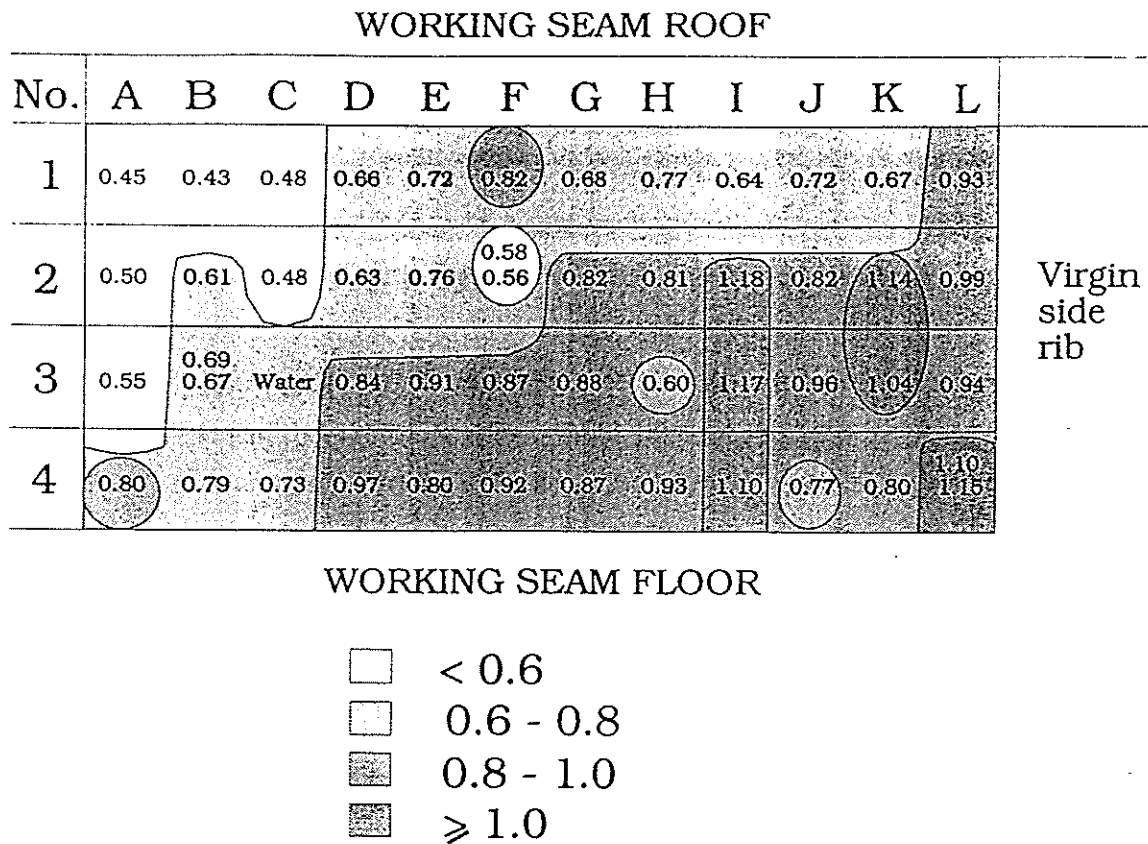 WORKING SEAM ROOF
No. A B C D E F G H I J K L
1 0.45 0.43 0.48 0.66 0.72 0.82 0.68 0.77 0.64 0.72 0.67 0.93
0.58
2 0.50 0.61 0.48 0.63 0.76 0.56 0.82 0.81 1.18 0.82 1.14 0.99
Virgin
side
rib
0.69
3 0.55 0.67 Water 0.84 0.91 0.87 0.88 0.60 1.17 0.96 1.04 0.94
1.10
4 0.80 0.79 0.73 0.97 0.80 0.92 0.87 0.93 1.10 0.77 0.80 1.15
WORKING SEAM FLOOR
< 0.6
0.6 - 0.8
0.8 - 1.0
⩾ 1.0